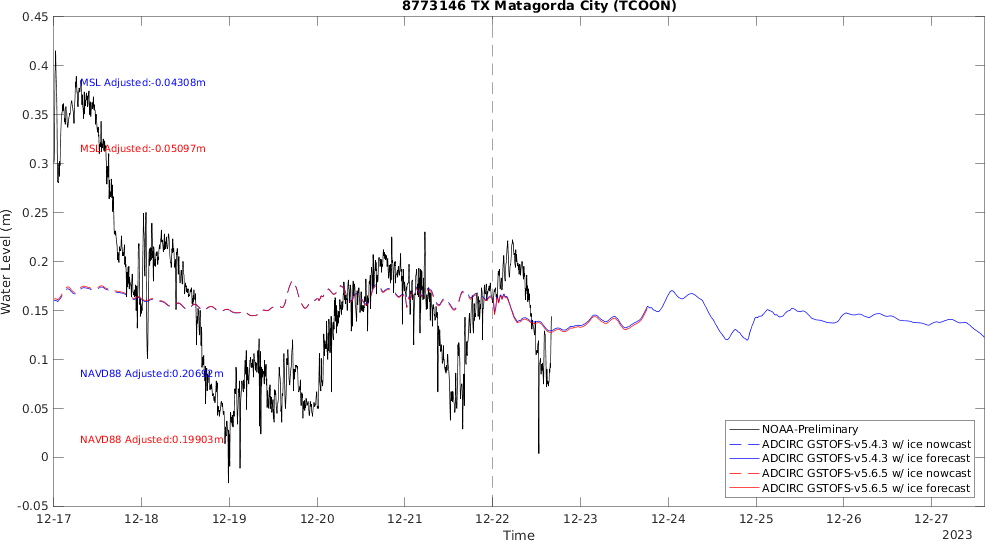 8773146 TX Matagorda City (TCOON)
0.45
0.4
0.35
0.3
0.25
0.2
0.15
0.1
0.05
0
-0.05
Water Level (m)
MSL Adjusted:-0.04308m
MSL Adjusted:-0.05097m
NAVD88 Adjusted:0.20692m
NAVD88 Adjusted:0.19903m
NOAA-Preliminary
ADCIRC GSTOFS-v5.4.3 w/ ice nowcast
ADCIRC GSTOFS-v5.4.3 w/ ice forecast
ADCIRC GSTOFS-v5.6.5 w/ ice nowcast
ADCIRC GSTOFS-v5.6.5 w/ ice forecast
12-17 12-18 12-19 12-20 12-21 12-22 12-23 12-24 12-25 12-26 12-27
Time
2023